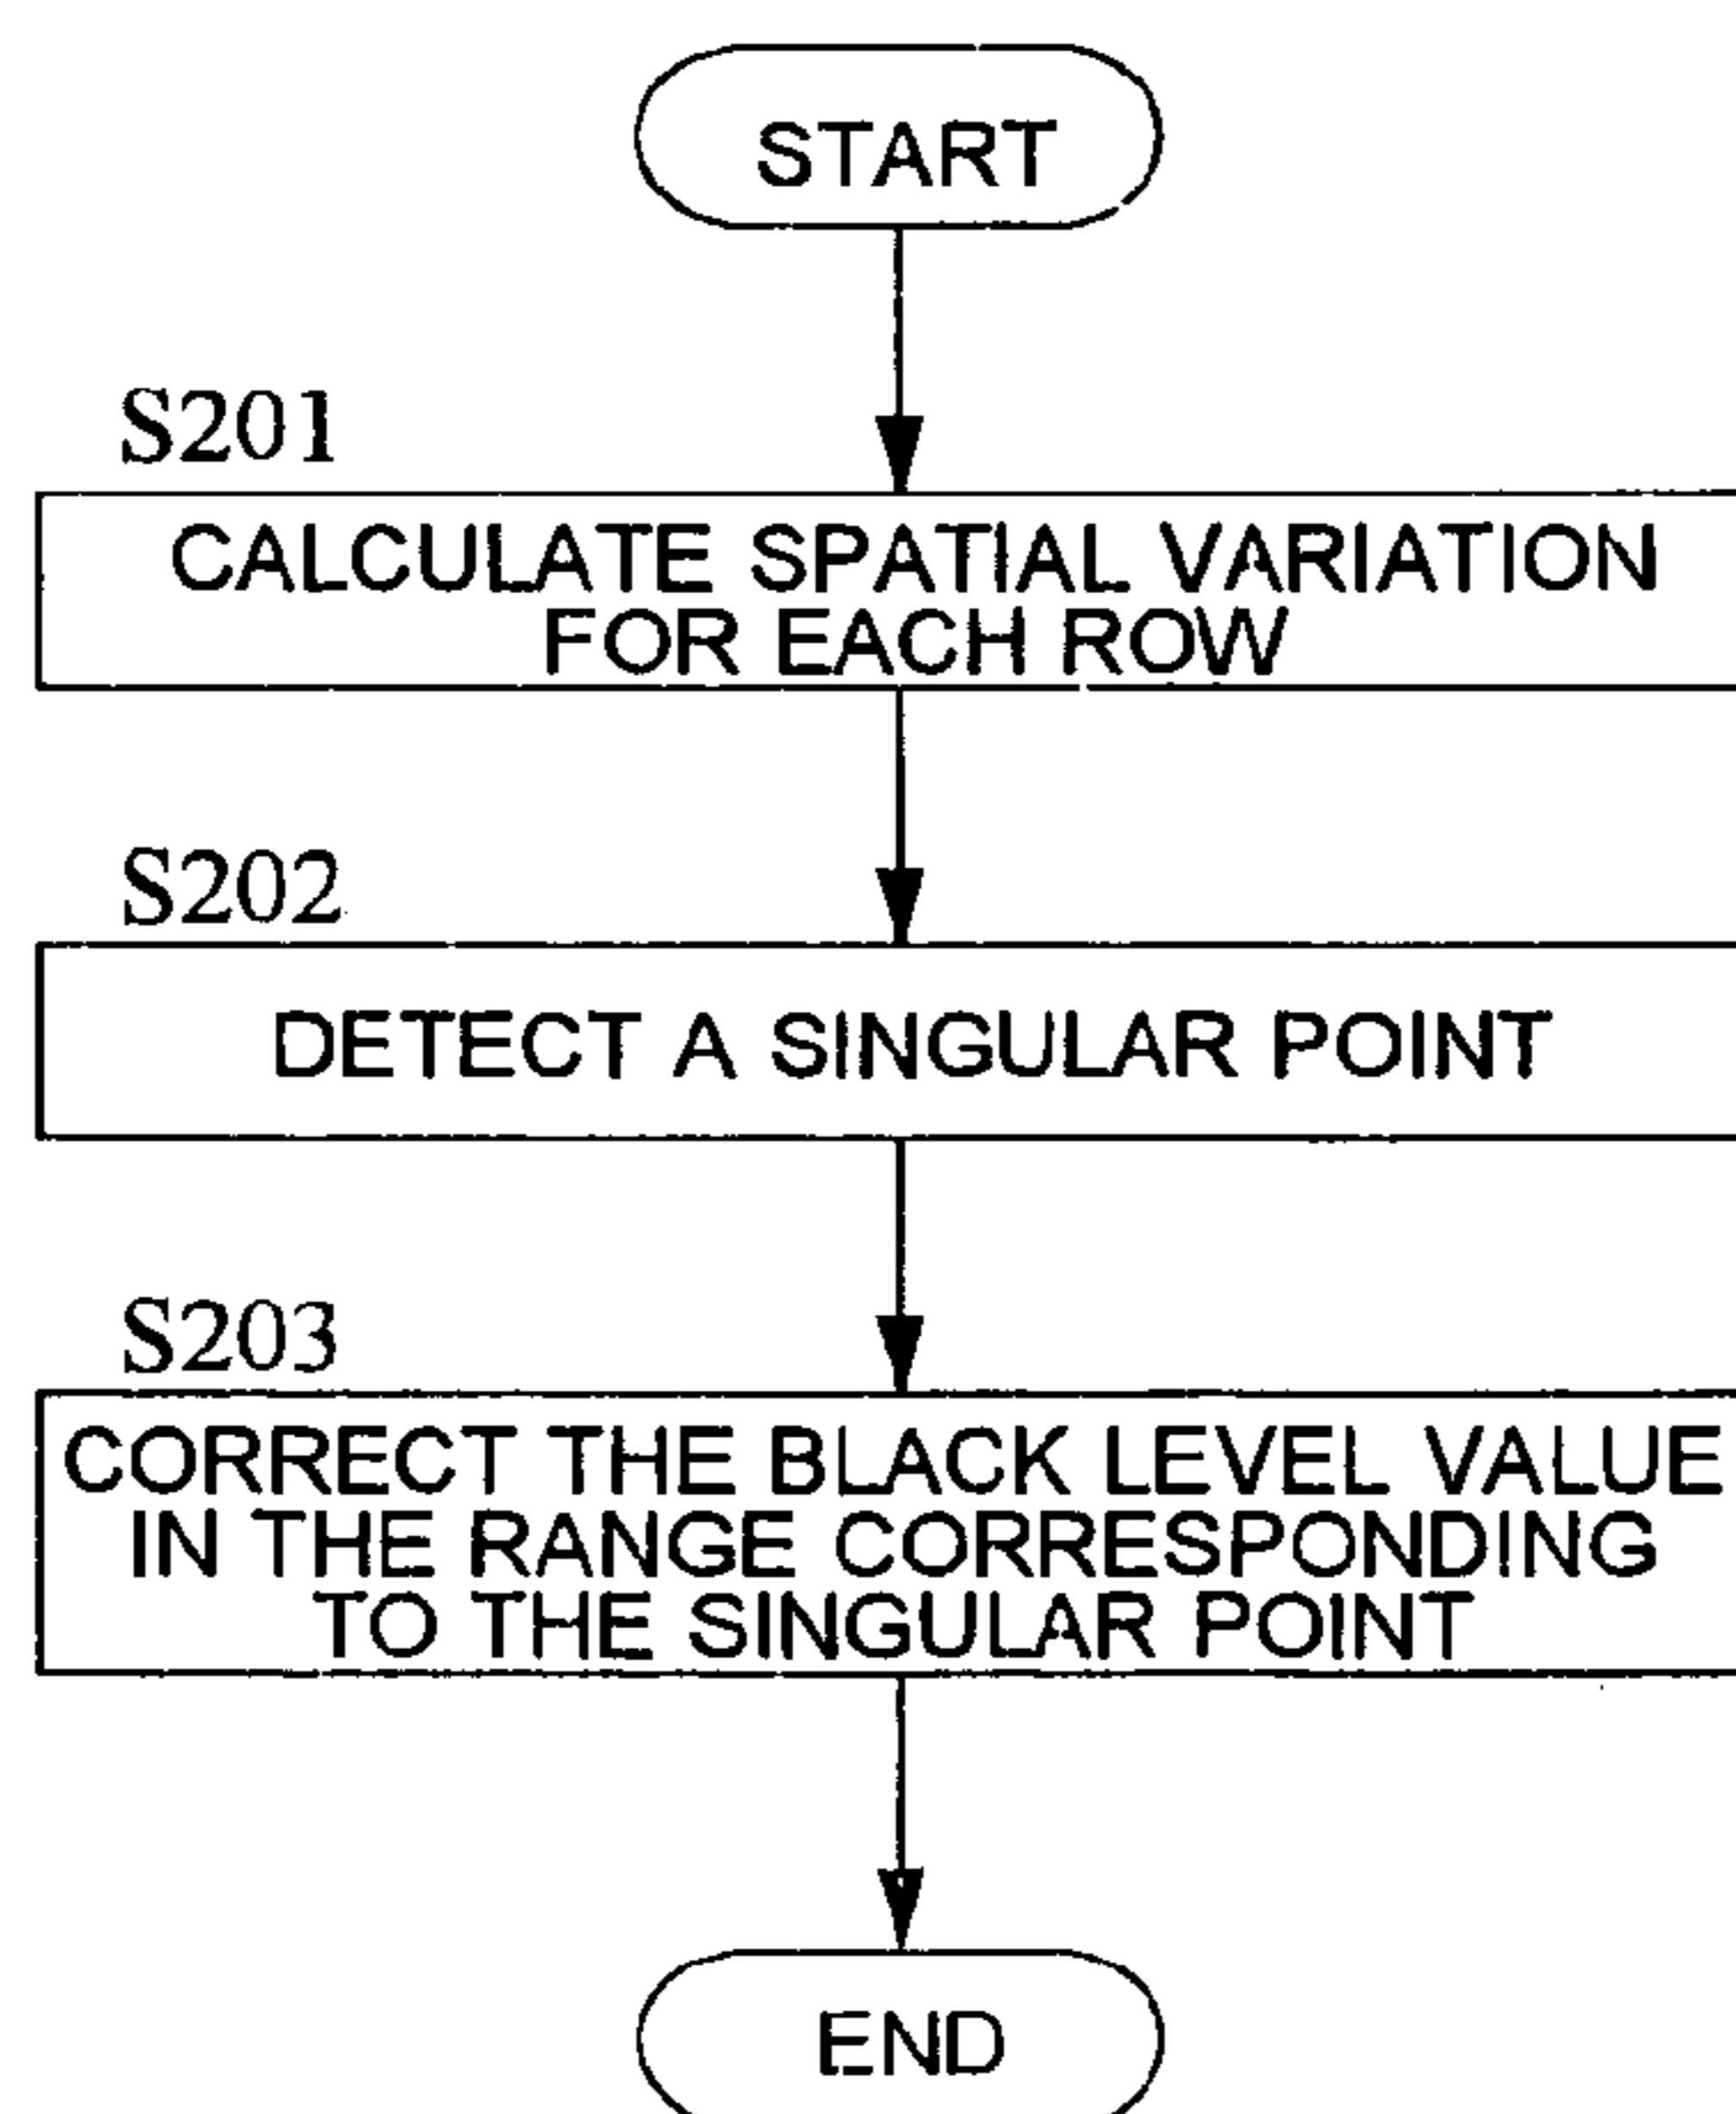 START
S201
CALCULATE SPATIAL VARIATION
FOR EACH ROW
S202
DETECT A SINGULAR POINT
S203
CORRECT THE BLACK LEVEL VALUE
IN THE RANGE CORRESPONDING
TO THE SINGULAR POINT
END